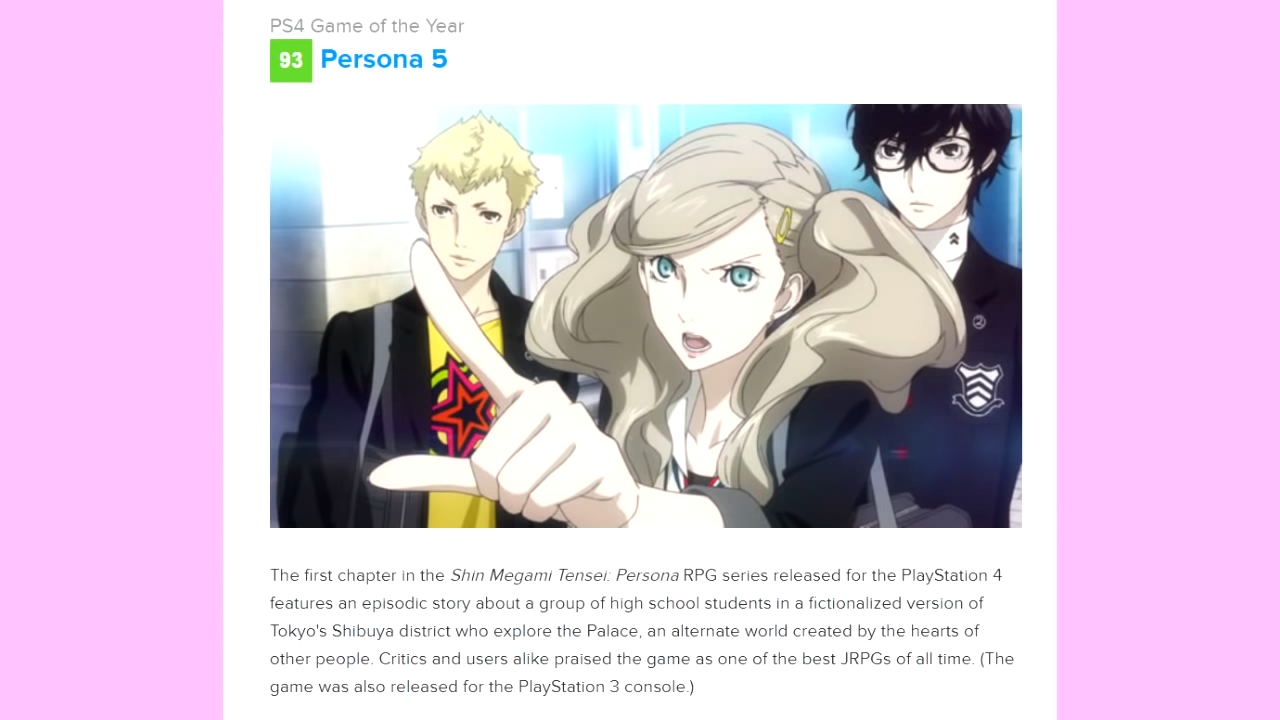 PS4 Game of the Year
93 Persona 5
The first chapter in the Shin Megami Tensei: Persona RPG series released for the PlayStation 4
features an episodic story about a group of high school students in a fictionalized version of
Tokyo's Shibuya district who explore the Palace, an alternate world created by the hearts of
other people. Critics and users alike praised the game as one of the best JRPGs of all time. (The
game was also released for the PlayStation 3 console.)